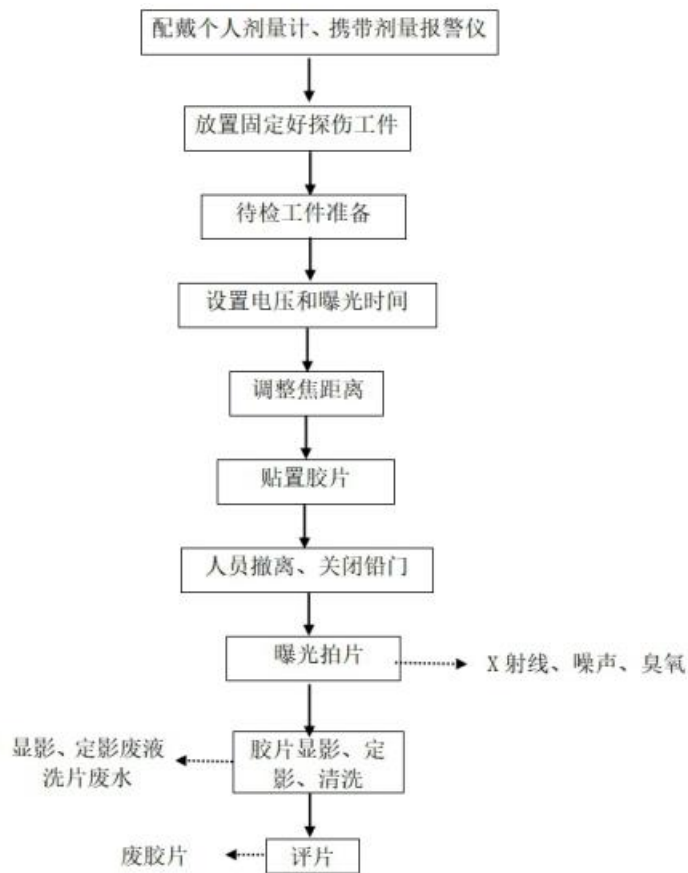 配戴个人剂量计、携带剂量报警仪
放置固定好探伤工件
待检工件准备
设置电压和曝光时间
调整焦距离
贴置胶片
人员撤离、关闭铅门
曝光拍片
X 射线、噪声、臭氧
显影、定影废液
洗片废水
胶片显影、定
影、清洗
废胶片
评片